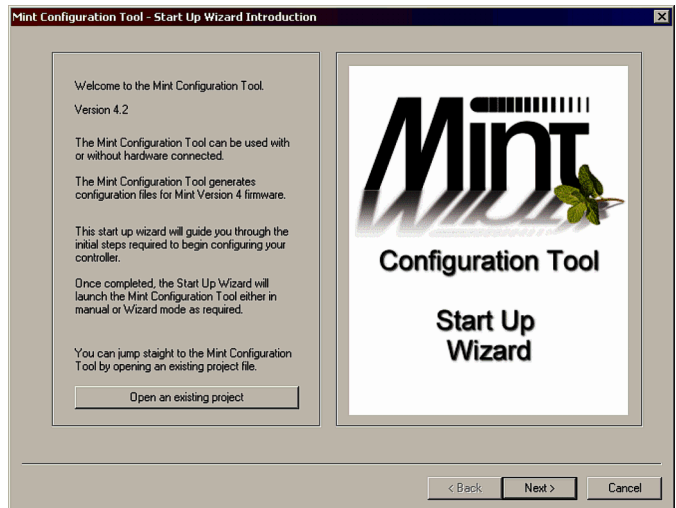 Mint Configuration Tool - Start Up Wizard Introduction
Welcome to the Mint Configuration Tool.
Version 4.2
The Mint Configuration Tool can be used with
or without hardware connected.
The Mint Configuration Tool generates
configuration files for Mint Version 4 firmware.
This start up wizard will guide you through the
initial steps required to begin configuring your
controller.
Once completed, the Start Up Wizard will
launch the Mint Configuration Tool either in
manual or Wizard mode as required.
You can jump staight to the Mint Configuration
Tool by opening an existing project file.
Open an existing project
Mint
Configuration Tool
Start Up
Wizard
< Back
Next >
Cancel